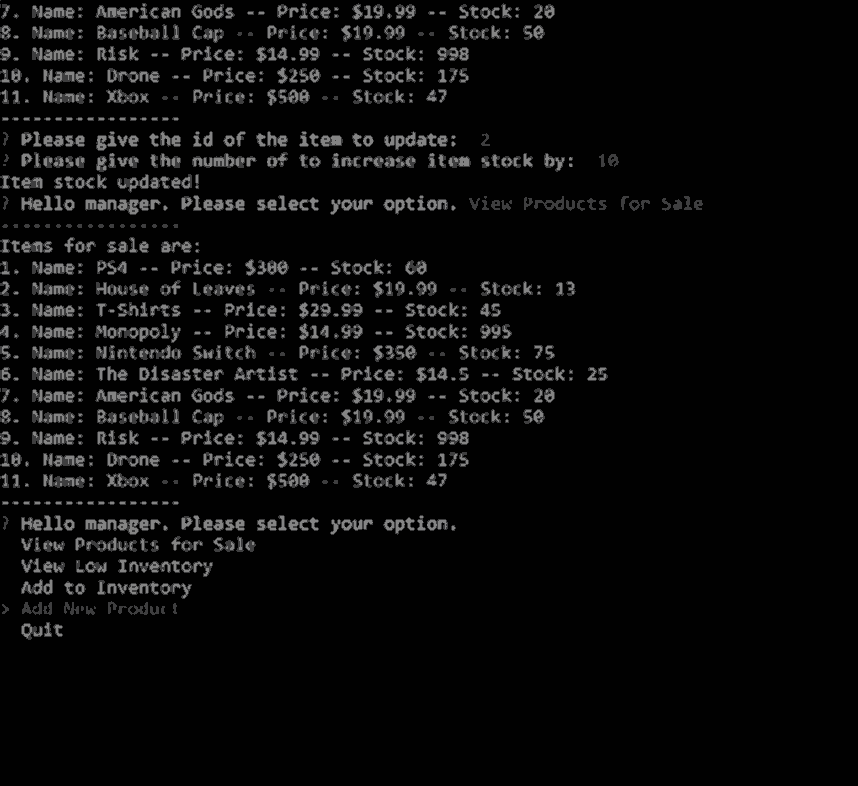 7. Name: American Gods -- Price: $19.99 -- Stock: 20
8. Name: Baseball Cap -- Price: $19.99 -- Stock: 50
9. Name: Risk -- Price: $14.99 -- Stock: 998
10. Name: Drone -- Price: $250 -- Stock: 175
11. Name: Xbox -- Price: $500 -- Stock: 47
-----------------
? Please give the id of the item to update:  2
? Please give the number of to increase item stock by:  10
Item stock updated!
? Hello manager. Please select your option. View Products for Sale
-----------------
Items for sale are:
1. Name: PS4 -- Price: $300 -- Stock: 60
2. Name: House of Leaves -- Price: $19.99 -- Stock: 13
3. Name: T-Shirts -- Price: $29.99 -- Stock: 45
4. Name: Monopoly -- Price: $14.99 -- Stock: 995
5. Name: Nintendo Switch -- Price: $350 -- Stock: 75
6. Name: The Disaster Artist -- Price: $14.5 -- Stock: 25
7. Name: American Gods -- Price: $19.99 -- Stock: 20
8. Name: Baseball Cap -- Price: $19.99 -- Stock: 50
9. Name: Risk -- Price: $14.99 -- Stock: 998
10. Name: Drone -- Price: $250 -- Stock: 175
11. Name: Xbox -- Price: $500 -- Stock: 47
-----------------
? Hello manager. Please select your option.
  View Products for Sale
  View Low Inventory
  Add to Inventory
> Add New Product
  Quit